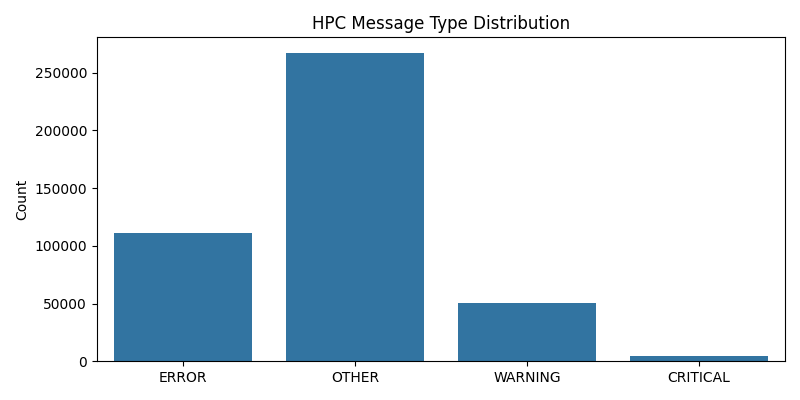 HPC Message Type Distribution
Count
250000
200000
150000
100000
50000
0
ERROR OTHER WARNING CRITICAL